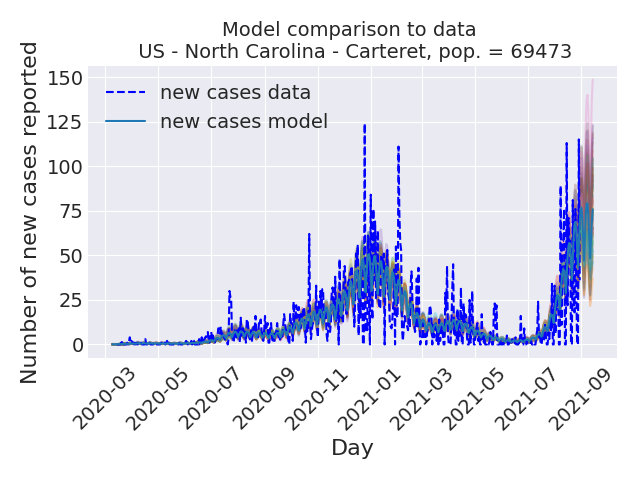 Model comparison to data
US - North Carolina - Carteret, pop. = 69473
Number of new cases reported
150
125
100
75
50
25
0
new cases data
new cases model
2020-03
2020-05
2020-07
2020-09
2020-11
2021-01
2021-03
2021-05
2021-07
2021-09
Day